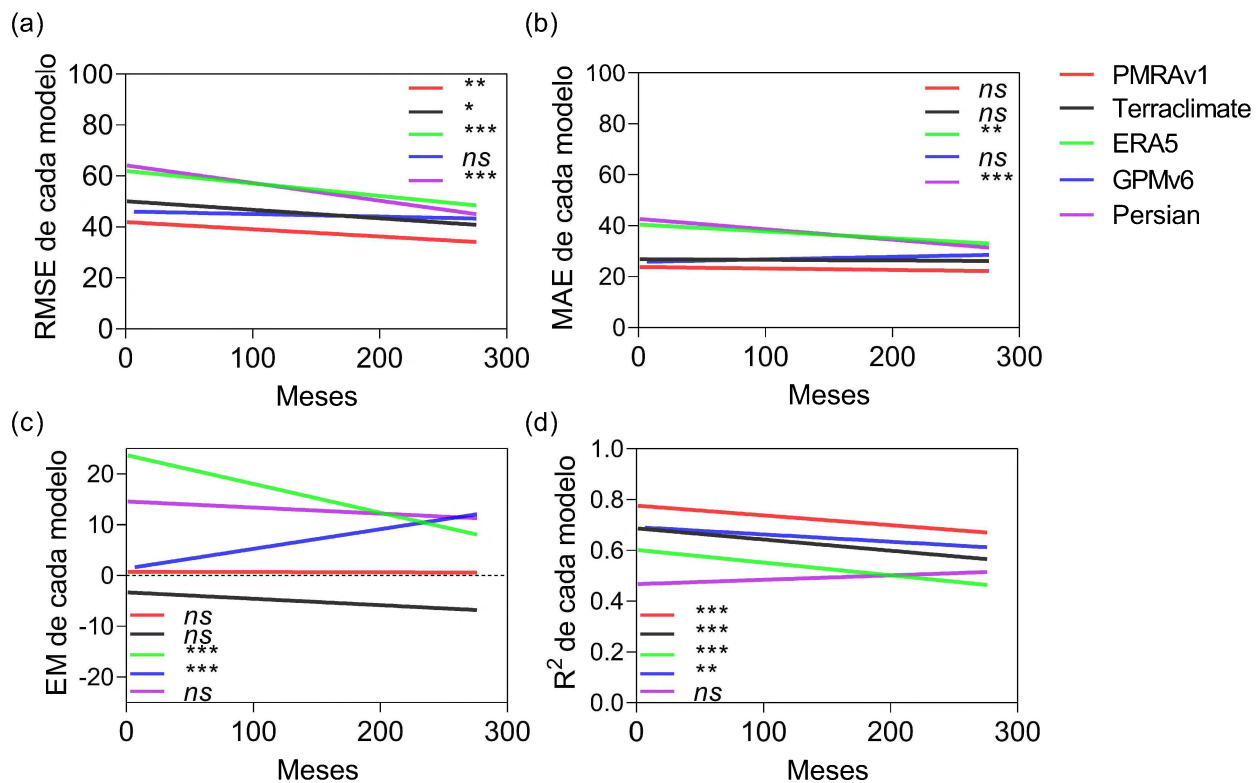 (a)
RMSE de cada modelo
100
80
60
40
20
0
0 100 200 300
Meses
**
*
***
ns
***
(b)
MAE de cada modelo
100
80
60
40
20
0
0 100 200 300
Meses
ns
ns
**
ns
***
PMRAv1
Terraclimate
ERA5
GPMv6
Persian
(c)
EM de cada modelo
20
10
0
-10
-20
0 100 200 300
Meses
ns
ns
***
***
ns
(d)
R² de cada modelo
1.0
0.8
0.6
0.4
0.2
0.0
0 100 200 300
Meses
***
***
***
**
ns